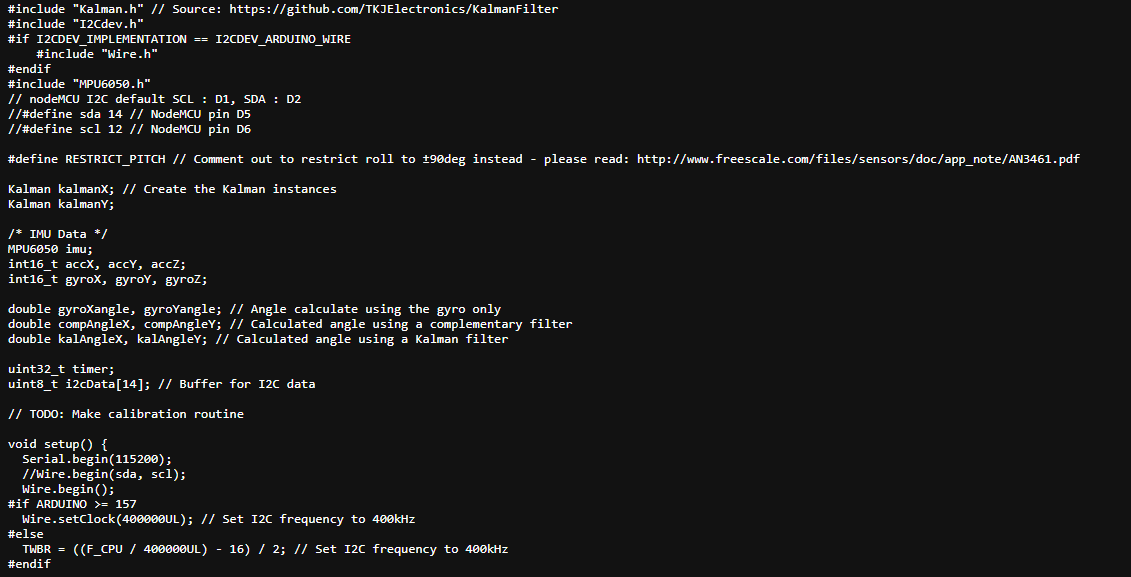 #include "Kalman.h" // Source: https://github.com/TKJElectronics/KalmanFilter
#include "I2Cdev.h"
#if I2CDEV_IMPLEMENTATION == I2CDEV_ARDUINO_WIRE
    #include "Wire.h"
#endif
#include "MPU6050.h"
// nodeMCU I2C default SCL : D1, SDA : D2
//#define sda 14 // NodeMCU pin D5
//#define scl 12 // NodeMCU pin D6

#define RESTRICT_PITCH // Comment out to restrict roll to ±90deg instead - please read: http://www.freescale.com/files/sensors/doc/app_note/AN3461.pdf

Kalman kalmanX; // Create the Kalman instances
Kalman kalmanY;

/* IMU Data */
MPU6050 imu;
int16_t accX, accY, accZ;
int16_t gyroX, gyroY, gyroZ;

double gyroXangle, gyroYangle; // Angle calculate using the gyro only
double compAngleX, compAngleY; // Calculated angle using a complementary filter
double kalAngleX, kalAngleY; // Calculated angle using a Kalman filter

uint32_t timer;
uint8_t i2cData[14]; // Buffer for I2C data

// TODO: Make calibration routine

void setup() {
  Serial.begin(115200);
  //Wire.begin(sda, scl);
  Wire.begin();
#if ARDUINO >= 157
  Wire.setClock(400000UL); // Set I2C frequency to 400kHz
#else
  TWBR = ((F_CPU / 400000UL) - 16) / 2; // Set I2C frequency to 400kHz
#endif